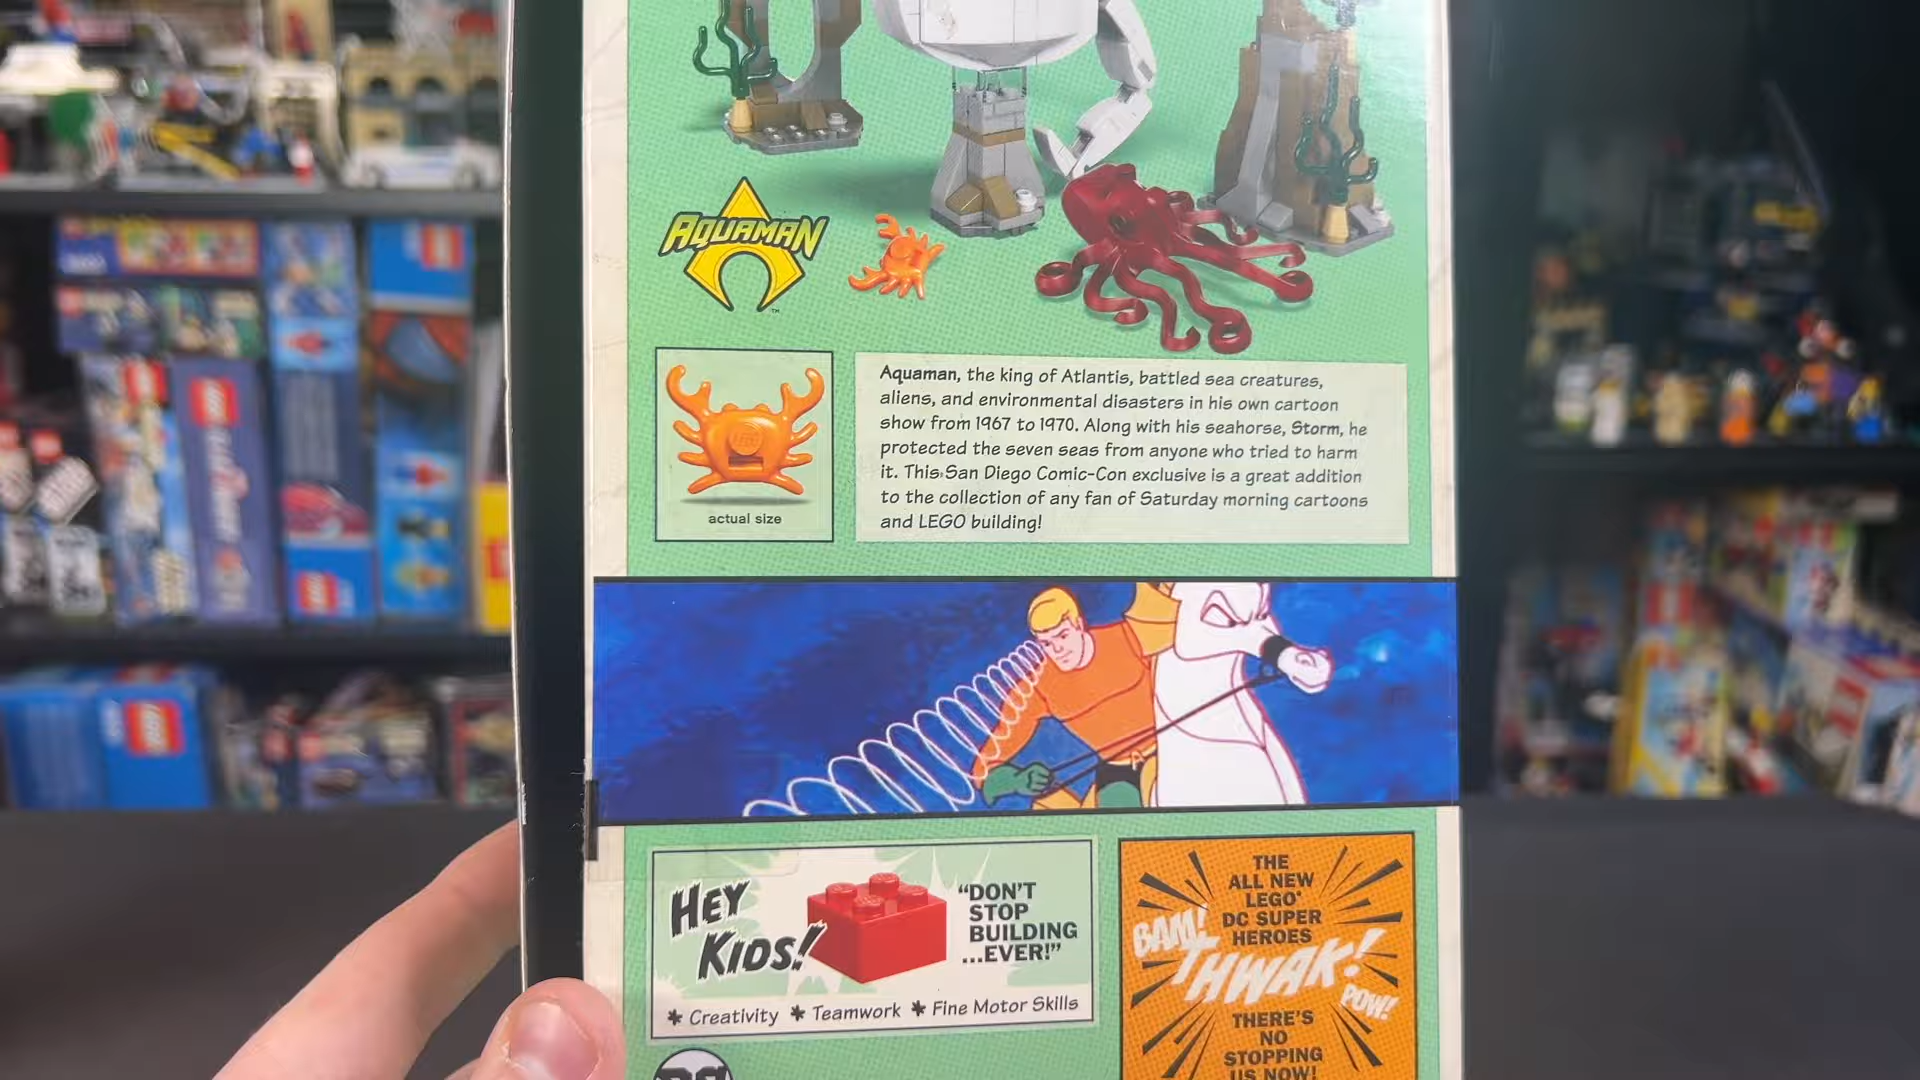 AQUAMAN
TM
actual size
Aquaman, the king of Atlantis, battled sea creatures,
aliens, and environmental disasters in his own cartoon
show from 1967 to 1970. Along with his seahorse, Storm, he
protected the seven seas from anyone who tried to harm
it. This San Diego Comic-Con exclusive is a great addition
to the collection of any fan of Saturday morning cartoons
and LEGO building!
HEY
KIDS!
“DON'T
STOP
BUILDING
...EVER!”
* Creativity * Teamwork * Fine Motor Skills
THE
ALL NEW
LEGO®
DC SUPER
HEROES
BAM!
THWAK!
POW!
THERE'S
NO
STOPPING
US NOW!
LEGO
LEGO
LEGO